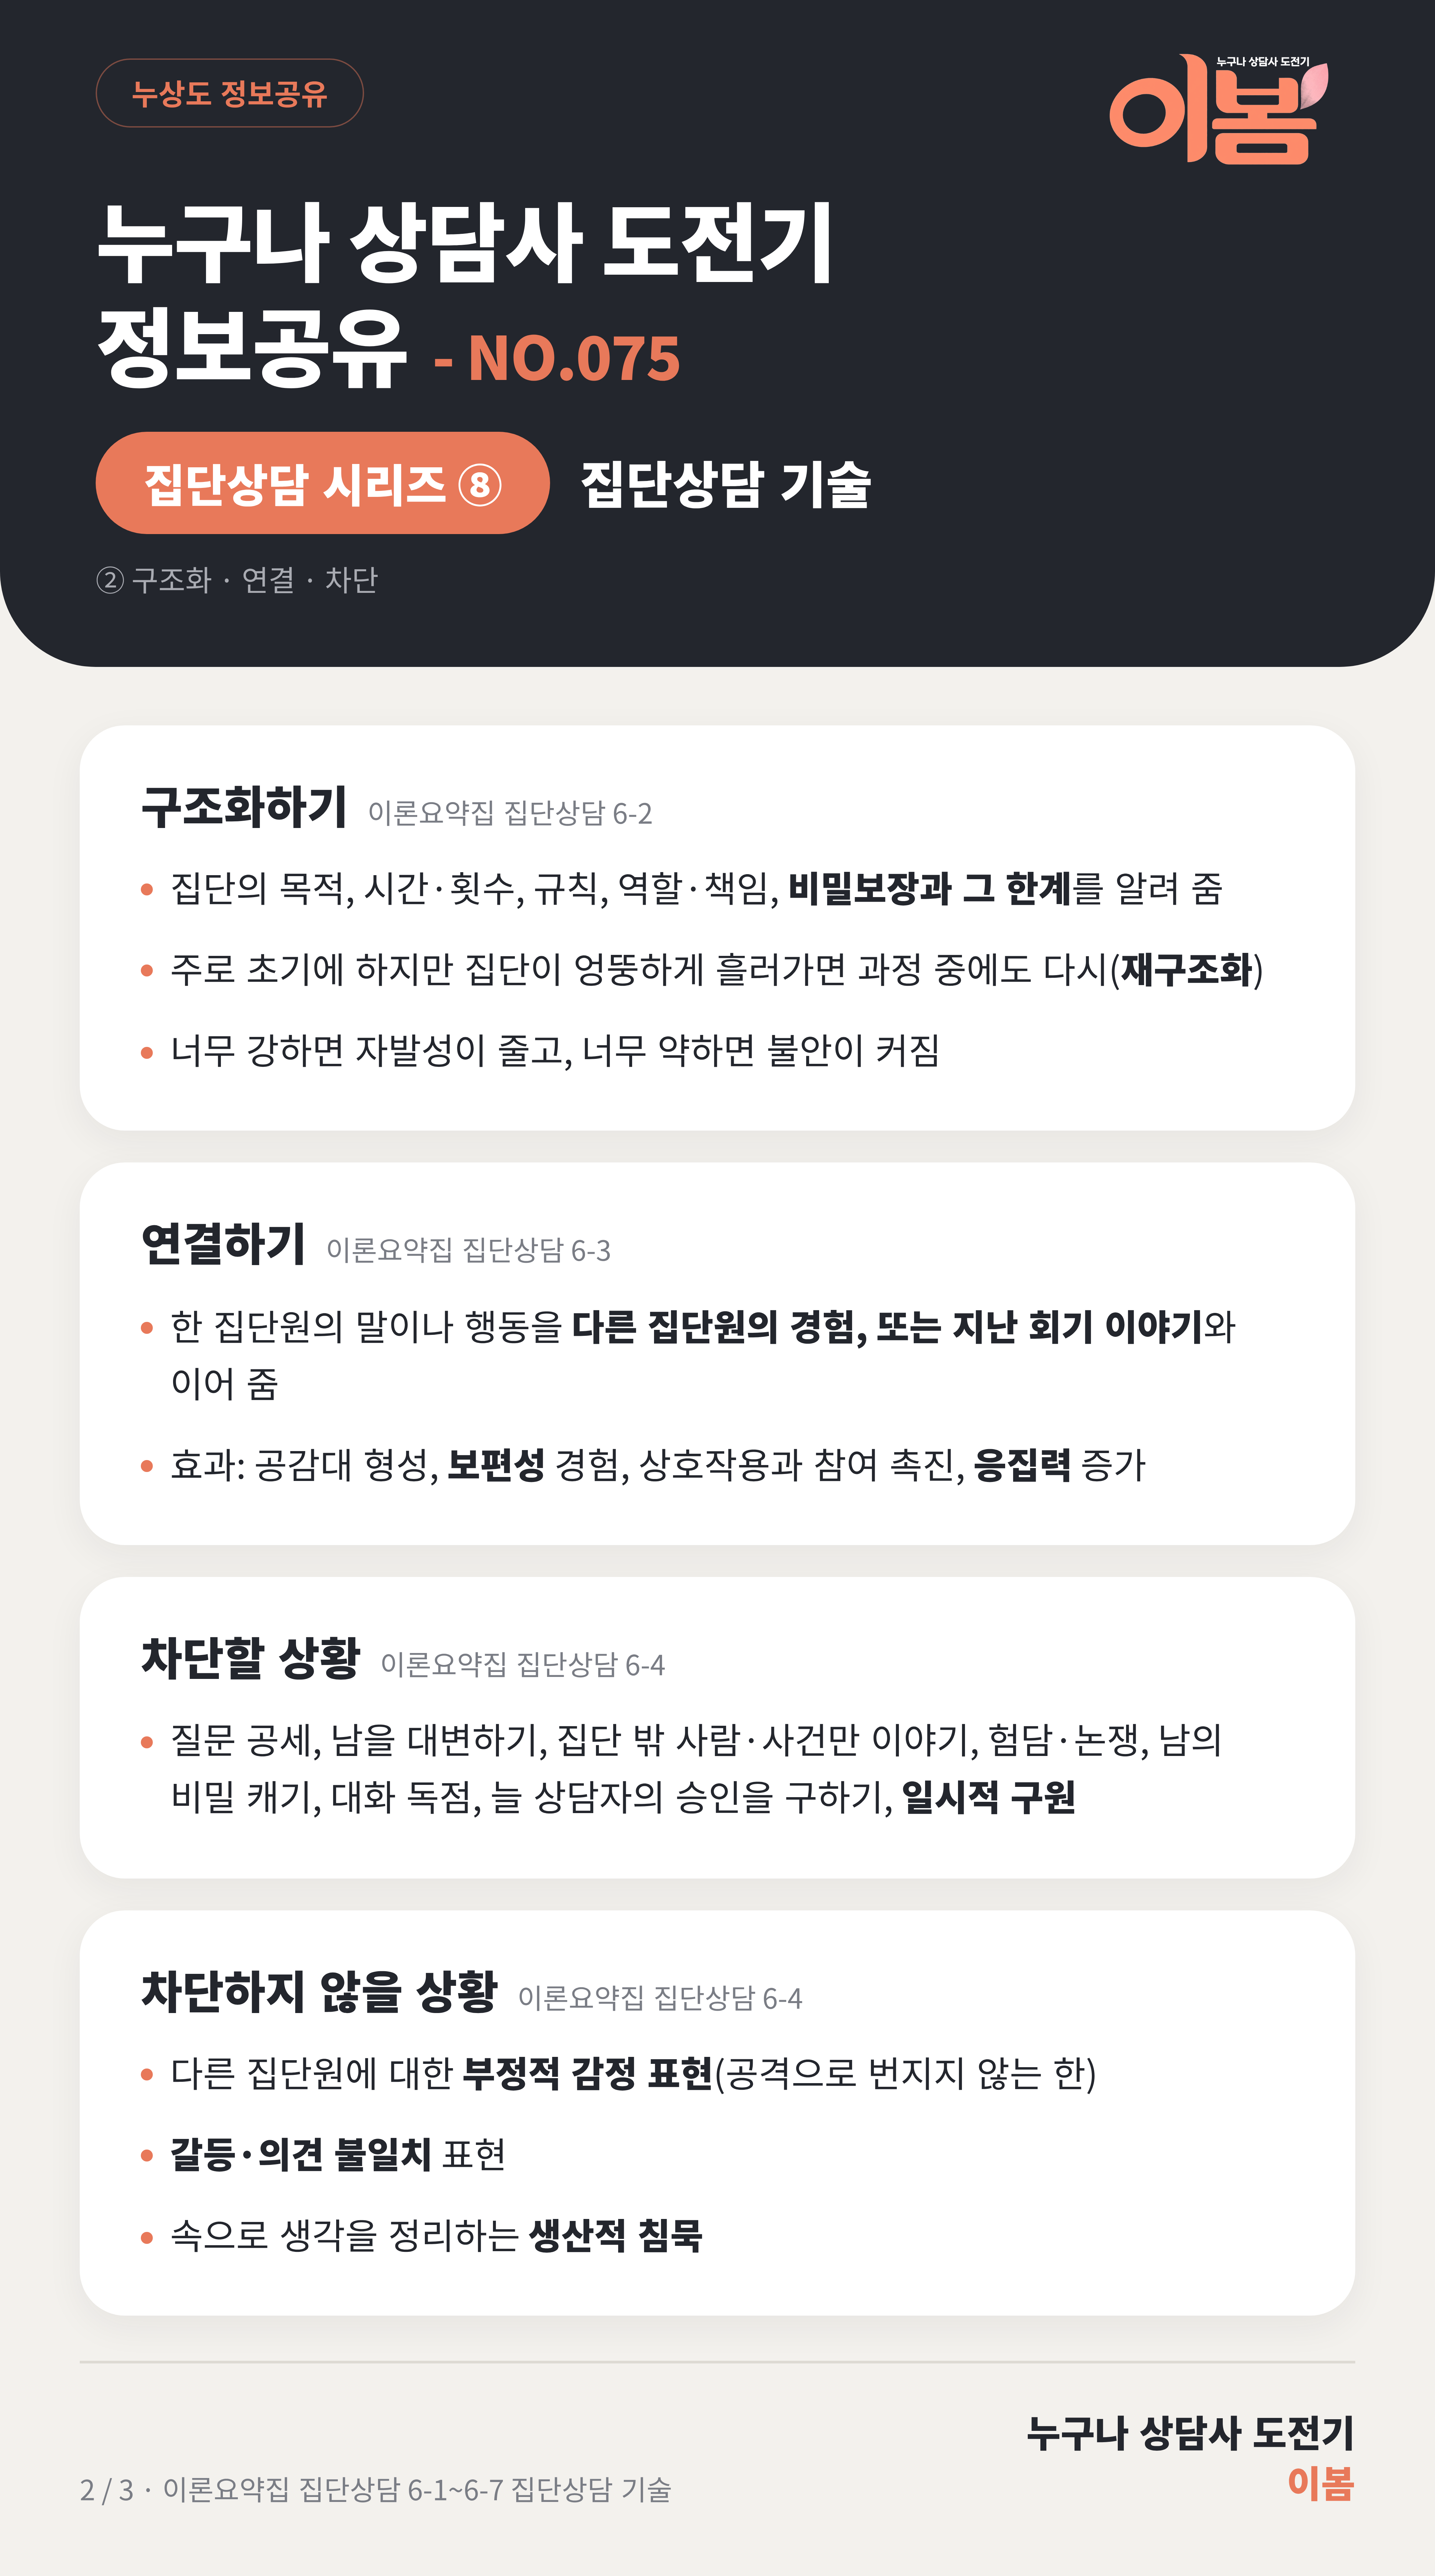 누상도 정보공유
누구나 상담사 도전기
이봄
누구나 상담사 도전기
정보공유 - NO.075
집단상담 시리즈 ⑧ 집단상담 기술
② 구조화 · 연결 · 차단
구조화하기 이론요약집 집단상담 6-2
• 집단의 목적, 시간·횟수, 규칙, 역할·책임, 비밀보장과 그 한계를 알려 줌
• 주로 초기에 하지만 집단이 엉뚱하게 흘러가면 과정 중에도 다시(재구조화)
• 너무 강하면 자발성이 줄고, 너무 약하면 불안이 커짐
연결하기 이론요약집 집단상담 6-3
• 한 집단원의 말이나 행동을 다른 집단원의 경험, 또는 지난 회기 이야기와
이어 줌
• 효과: 공감대 형성, 보편성 경험, 상호작용과 참여 촉진, 응집력 증가
차단할 상황 이론요약집 집단상담 6-4
• 질문 공세, 남을 대변하기, 집단 밖 사람·사건만 이야기, 험담·논쟁, 남의
비밀 캐기, 대화 독점, 늘 상담자의 승인을 구하기, 일시적 구원
차단하지 않을 상황 이론요약집 집단상담 6-4
• 다른 집단원에 대한 부정적 감정 표현(공격으로 번지지 않는 한)
• 갈등·의견 불일치 표현
• 속으로 생각을 정리하는 생산적 침묵
누구나 상담사 도전기
2 / 3 · 이론요약집 집단상담 6-1~6-7 집단상담 기술
이봄